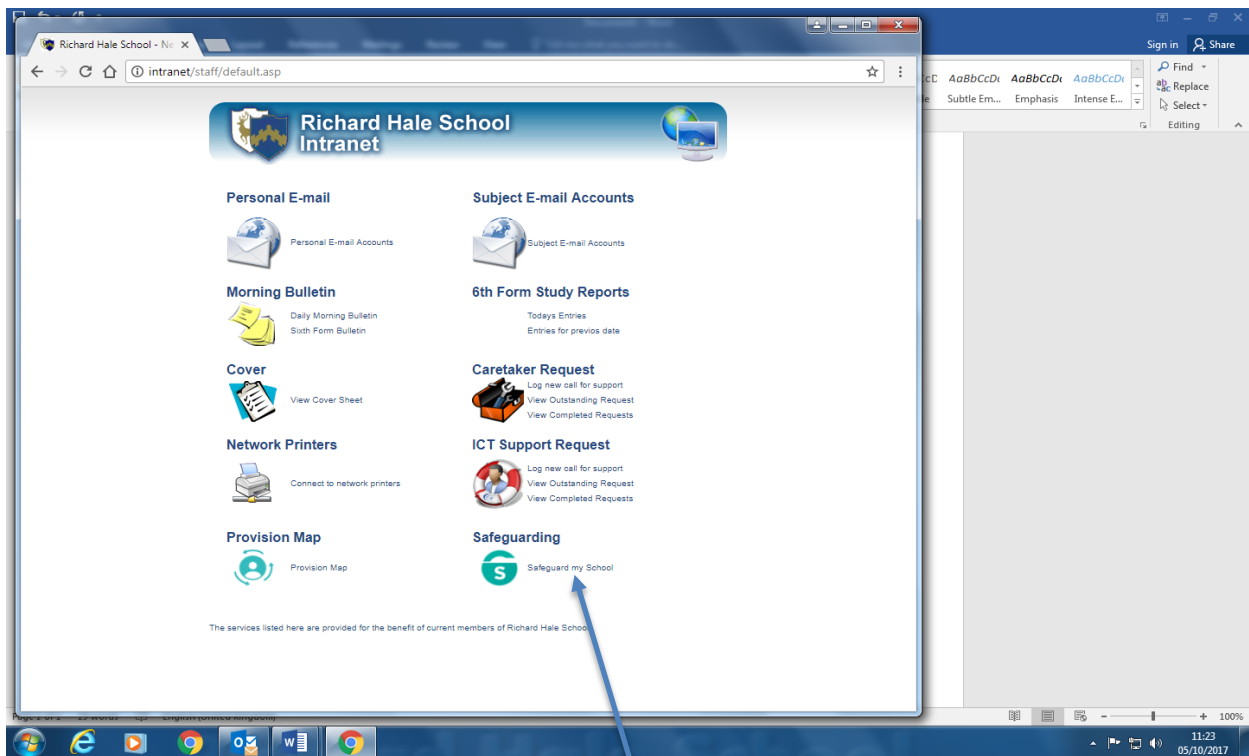 Richard Hale School - Ne
intranet/staff/default.asp
Sign in Share
Find
AaBbCcDc AaBbCcDc AaBbCcDc
Replace
Subtle Em... Emphasis Intense E...
Select
Editing
Richard Hale School
Intranet
Personal E-mail
Personal E-mail Accounts
Subject E-mail Accounts
Subject E-mail Accounts
Morning Bulletin
Daily Morning Bulletin
Sixth Form Bulletin
6th Form Study Reports
Todays Entries
Entries for previos date
Cover
View Cover Sheet
Caretaker Request
Log new call for support
View Outstanding Request
View Completed Requests
Network Printers
Connect to network printers
ICT Support Request
Log new call for support
View Outstanding Request
View Completed Requests
Provision Map
Provision Map
Safeguarding
S
Safeguard my School
The services listed here are provided for the benefit of current members of Richard Hale School
100%
11:23
05/10/2017